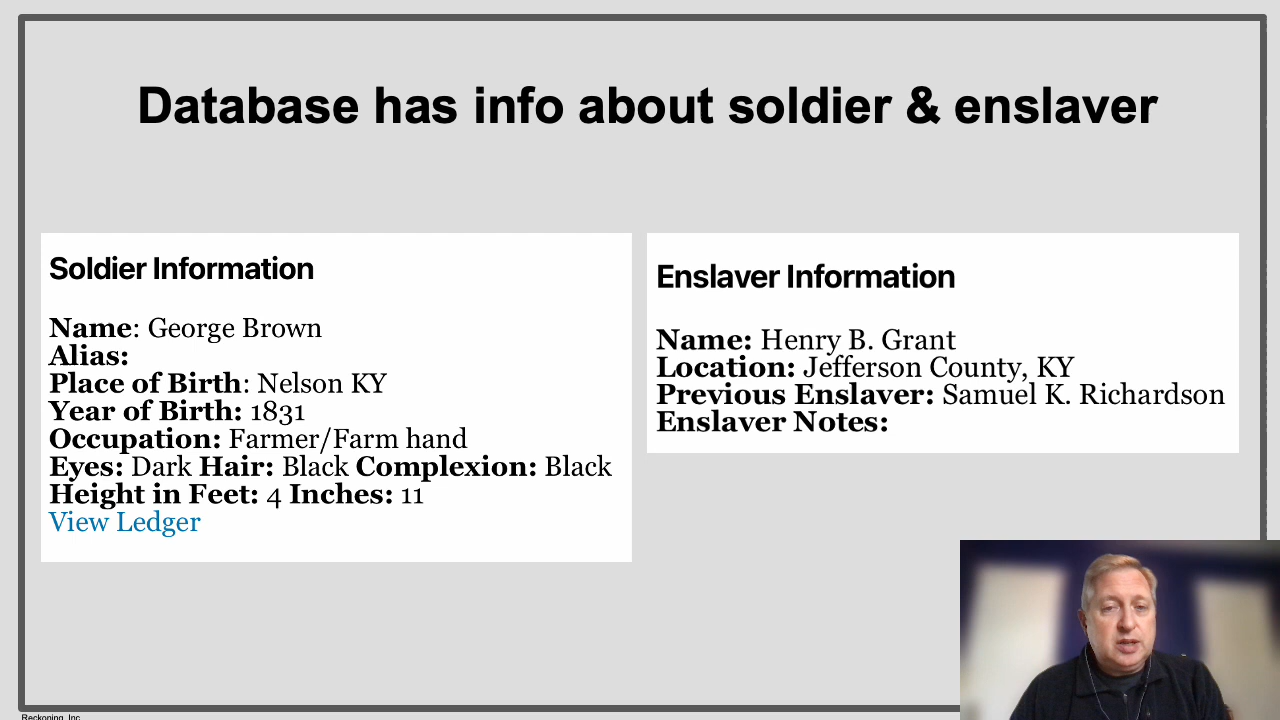 Database has info about soldier & enslaver
Soldier Information
Name: George Brown
Alias:
Place of Birth: Nelson KY
Year of Birth: 1831
Occupation: Farmer/Farm hand
Eyes: Dark Hair: Black Complexion: Black
Height in Feet: 4 Inches: 11
View Ledger
Enslaver Information
Name: Henry B. Grant
Location: Jefferson County, KY
Previous Enslaver: Samuel K. Richardson
Enslaver Notes:
Reckoning, Inc